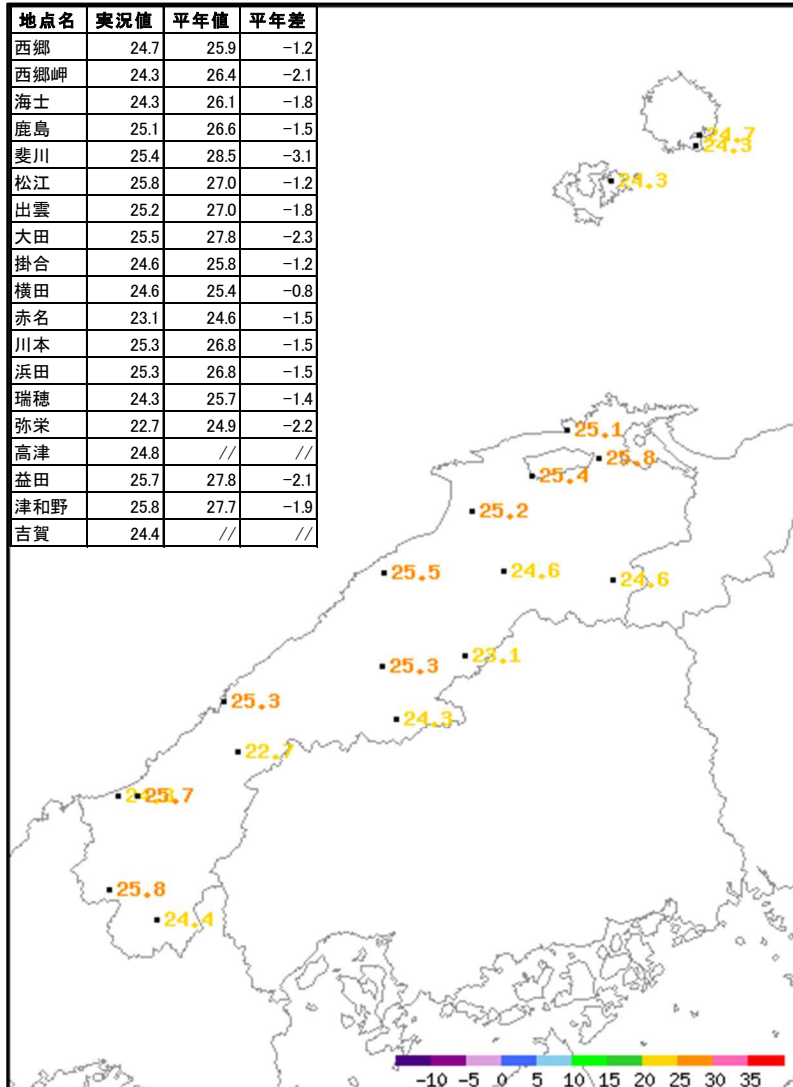 地点名 実況値 平年値 平年差
西郷 24.7 25.9 −1.2
西郷岬 24.3 26.4 −2.1
海士 24.3 26.1 −1.8
鹿島 25.1 26.6 −1.5
斐川 25.4 28.5 −3.1
松江 25.8 27.0 −1.2
出雲 25.2 27.0 −1.8
大田 25.5 27.8 −2.3
掛合 24.6 25.8 −1.2
横田 24.6 25.4 −0.8
赤名 23.1 24.6 −1.5
川本 25.3 26.8 −1.5
浜田 25.3 26.8 −1.5
瑞穂 24.3 25.7 −1.4
弥栄 22.7 24.9 −2.2
高津 24.8 // //
益田 25.7 27.8 −2.1
津和野 25.8 27.7 −1.9
吉賀 24.4 // //
24.7
24.3
24.3
25.1
25.8
25.4
25.2
25.5
24.6
24.6
23.1
25.3
25.3
24.3
22.7
24.8
25.7
25.8
24.4
-10 -5 0 5 10 15 20 25 30 35